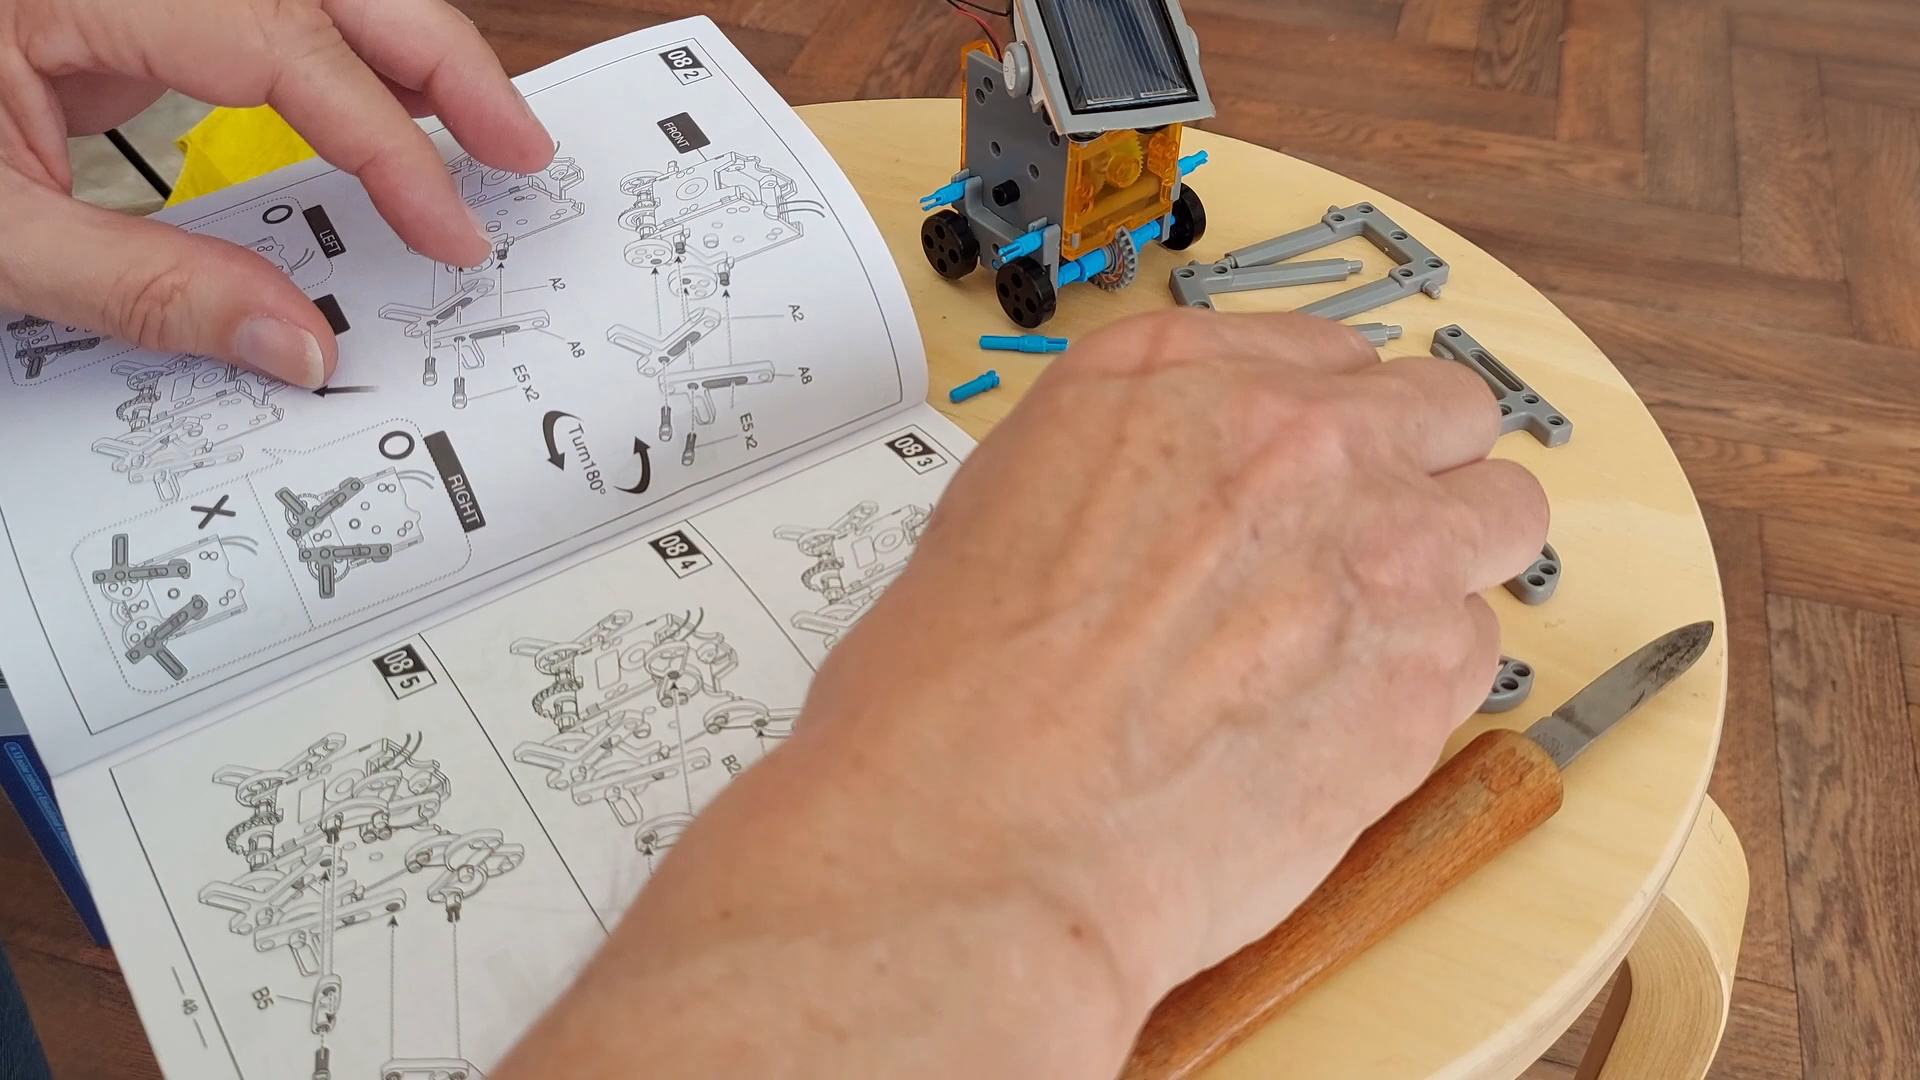 08/2
FRONT
LEFT
A2
A8
E5 x2
A2
A8
E5 x2
Turn180°
RIGHT
08/3
08/4
08/5
B5
48